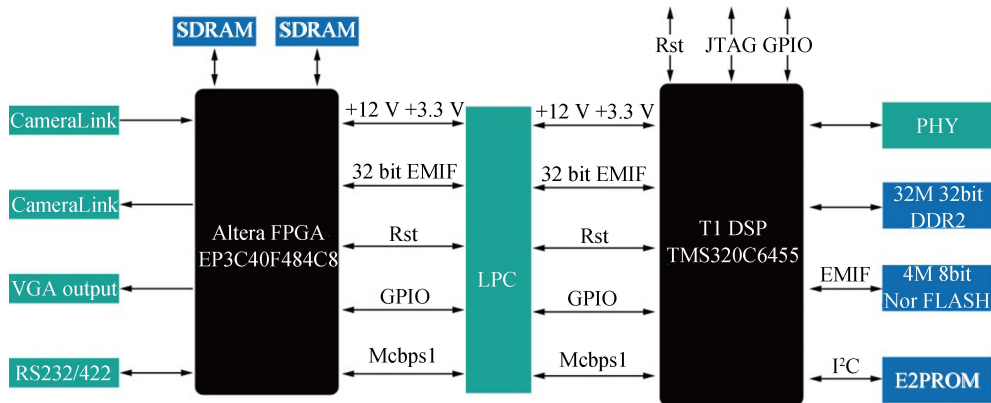 SDRAM
SDRAM
Rst
JTAG
GPIO
CameraLink
CameraLink
VGA output
RS232/422
Altera FPGA
EP3C40F484C8
+12 V +3.3 V
32 bit EMIF
Rst
GPIO
Mcbps1
LPC
+12 V +3.3 V
32 bit EMIF
Rst
GPIO
Mcbps1
T1 DSP
TMS320C6455
EMIF
I²C
PHY
32M 32bit
DDR2
4M 8bit
Nor FLASH
E2PROM